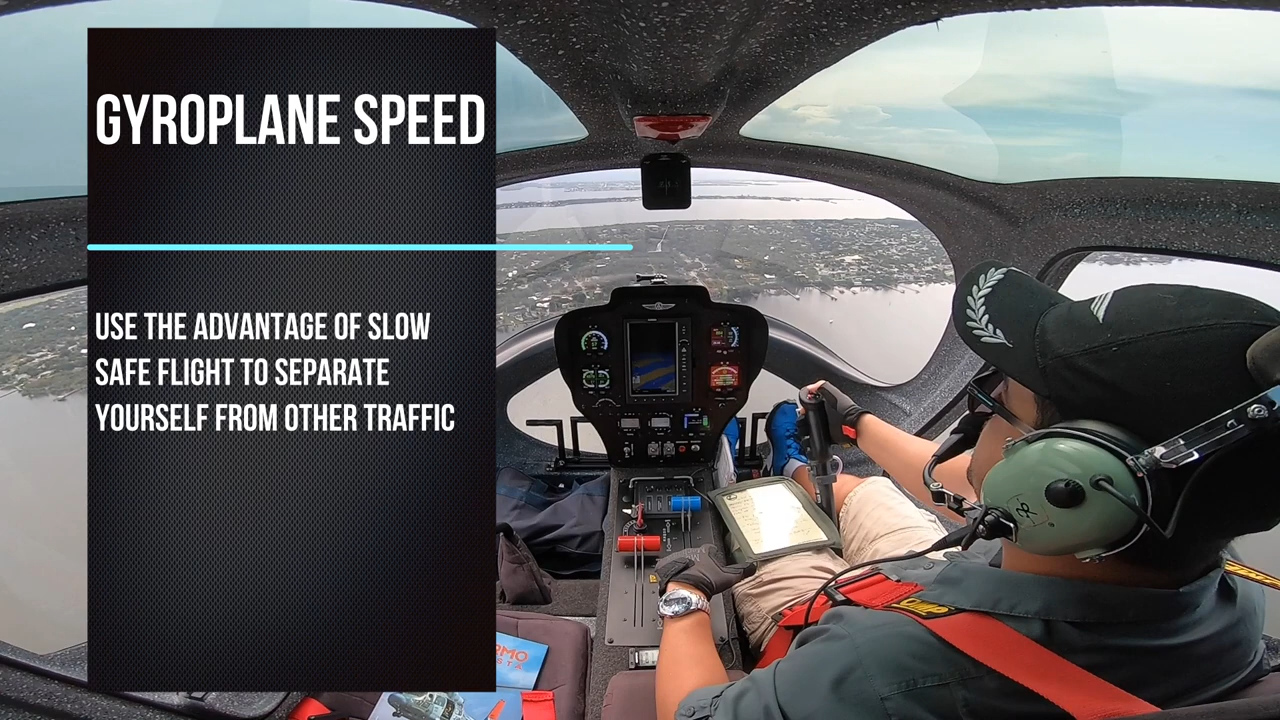 GYROPLANE SPEED
USE THE ADVANTAGE OF SLOW
SAFE FLIGHT TO SEPARATE
YOURSELF FROM OTHER TRAFFIC